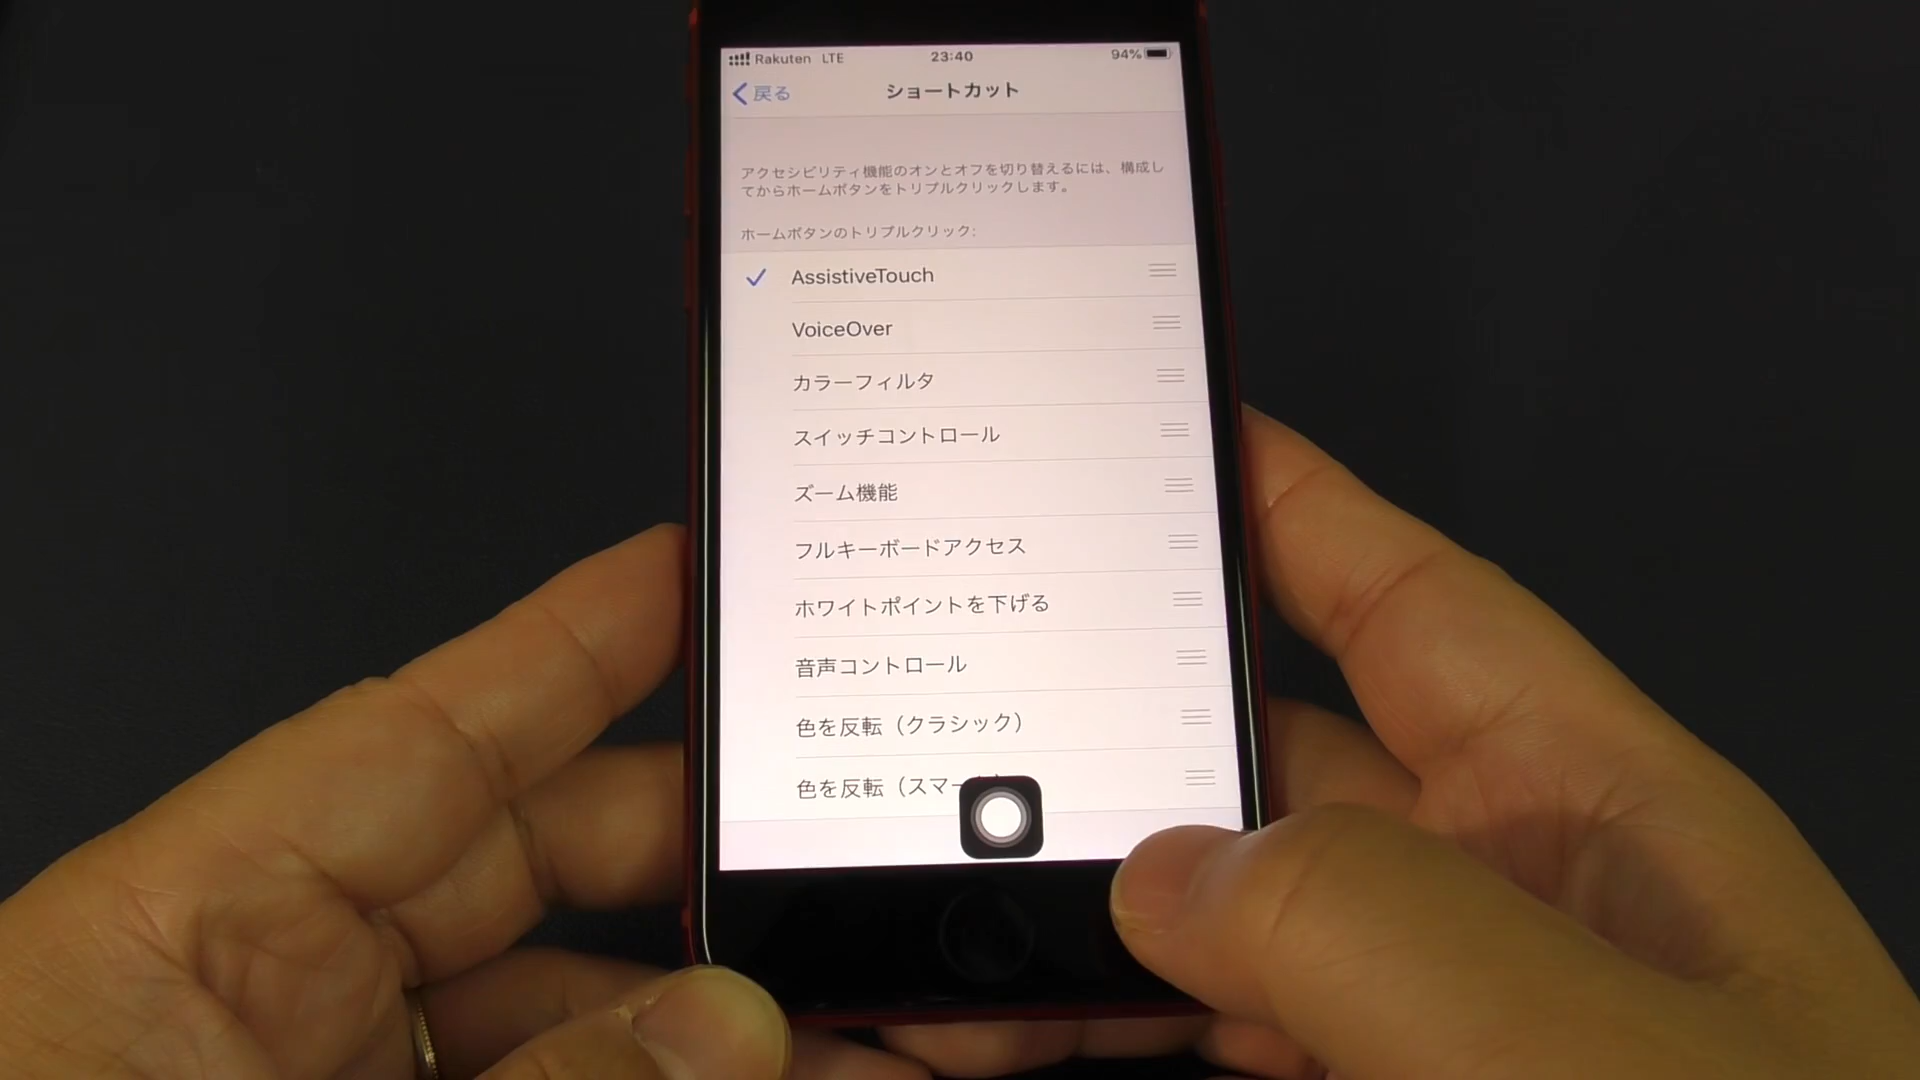 Rakuten LTE 23:40 94%
戻る ショートカット
アクセシビリティ機能のオンとオフを切り替えるには、構成し
てからホームボタンをトリプルクリックします。
ホームボタンのトリプルクリック:
AssistiveTouch
VoiceOver
カラーフィルタ
スイッチコントロール
ズーム機能
フルキーボードアクセス
ホワイトポイントを下げる
音声コントロール
色を反転（クラシック）
色を反転（スマー